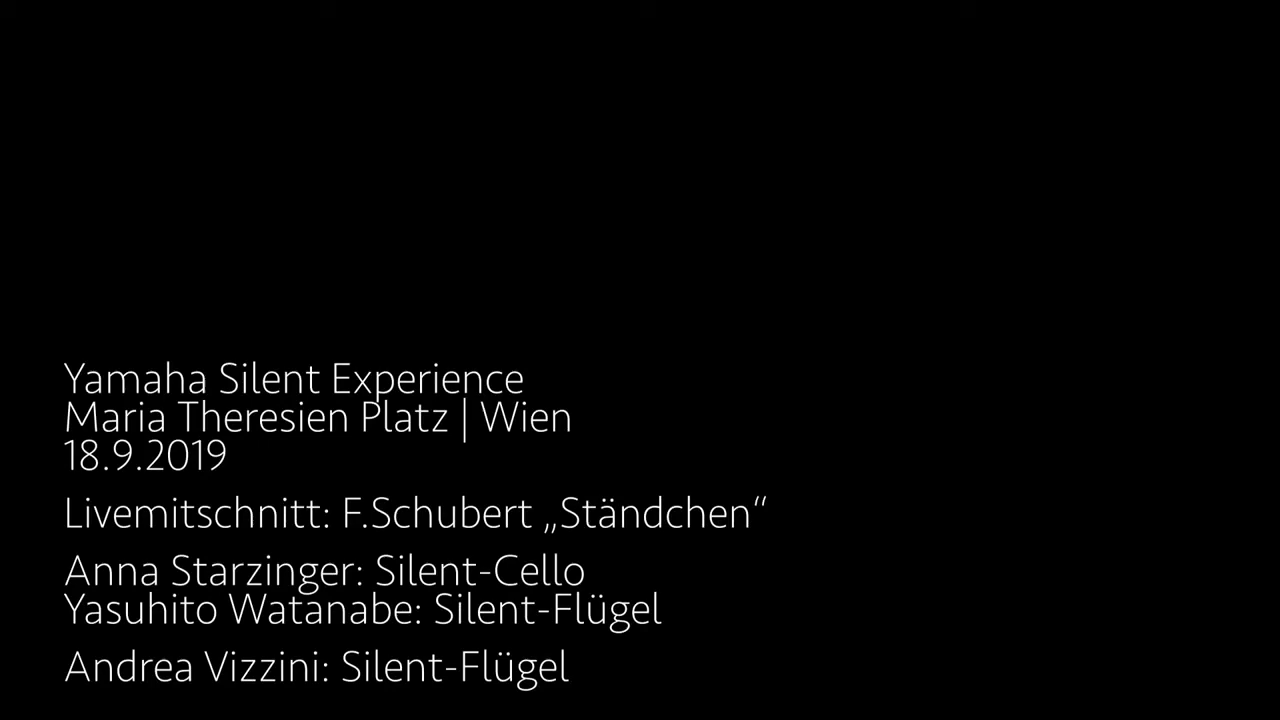 Yamaha Silent Experience
Maria Theresien Platz | Wien
18.9.2019
Livemitschnitt: F.Schubert „Ständchen“
Anna Starzinger: Silent-Cello
Yasuhito Watanabe: Silent-Flügel
Andrea Vizzini: Silent-Flügel